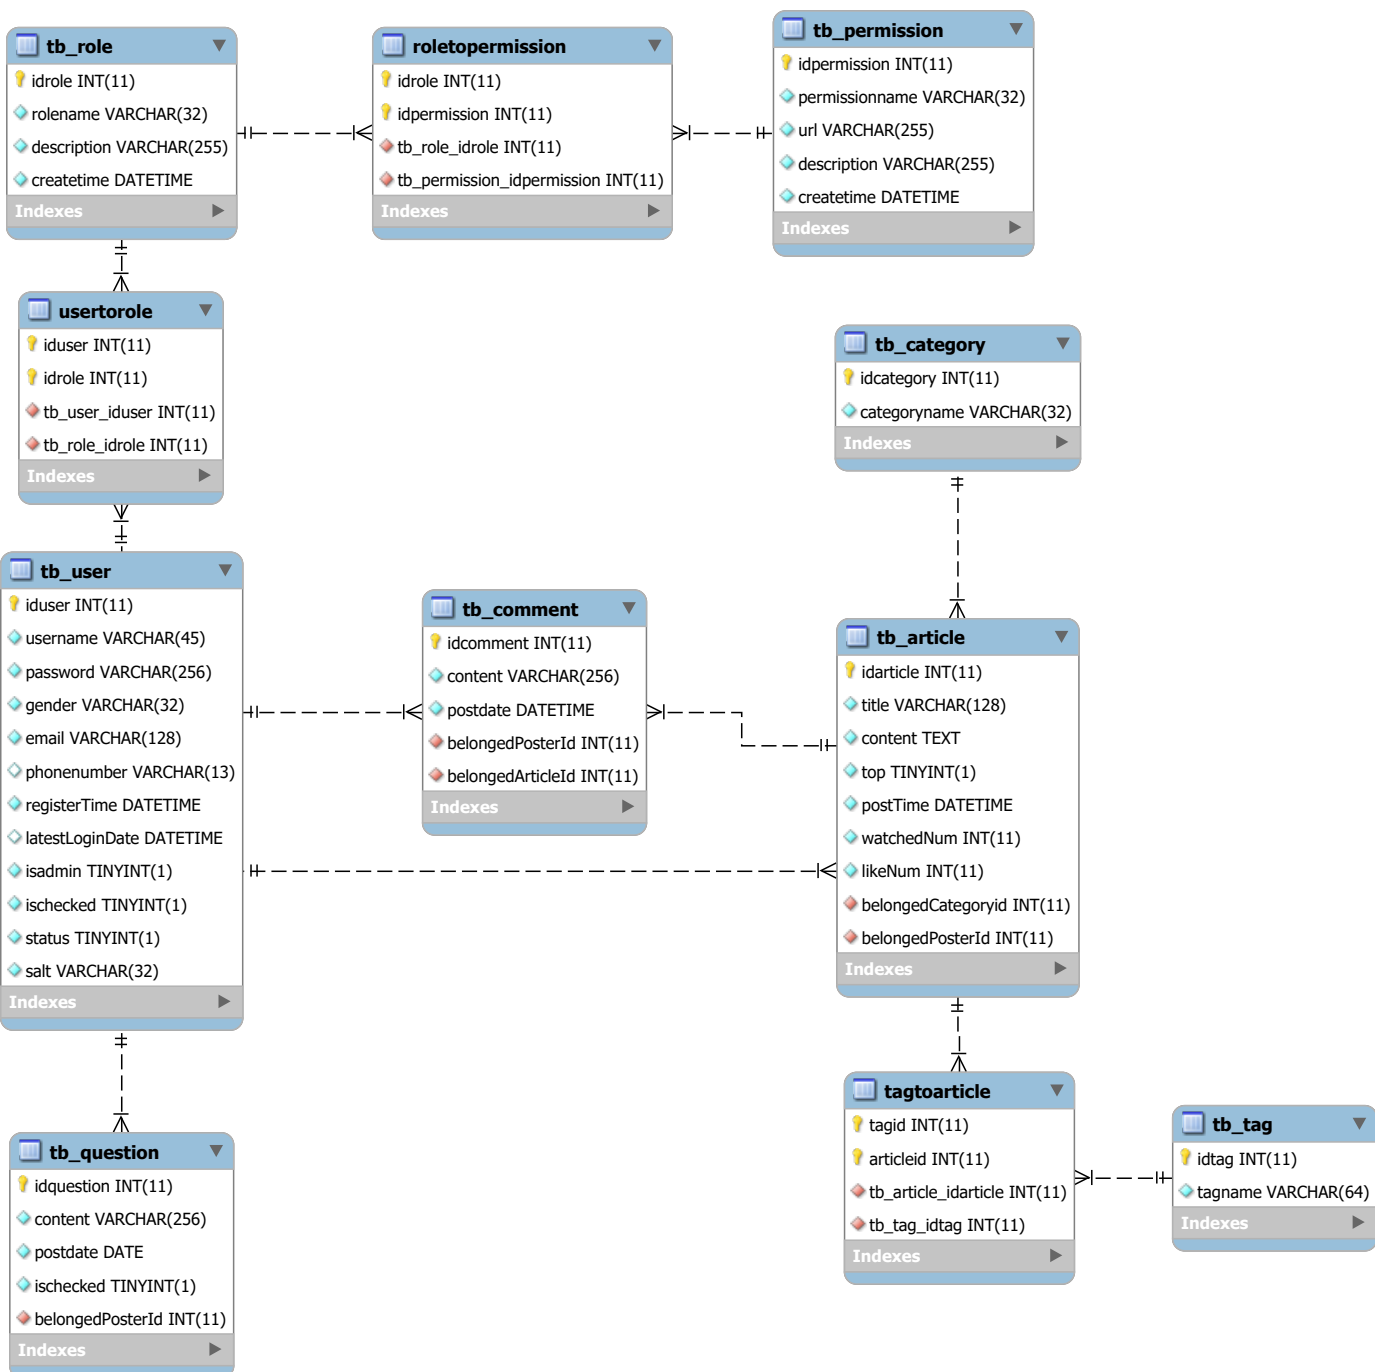 tb_role
idrole INT(11)
rolename VARCHAR(32)
description VARCHAR(255)
createtime DATETIME
Indexes
roletopermission
idrole INT(11)
idpermission INT(11)
tb_role_idrole INT(11)
tb_permission_idpermission INT(11)
Indexes
tb_permission
idpermission INT(11)
permissionname VARCHAR(32)
url VARCHAR(255)
description VARCHAR(255)
createtime DATETIME
Indexes
usertorole
iduser INT(11)
idrole INT(11)
tb_user_iduser INT(11)
tb_role_idrole INT(11)
Indexes
tb_category
idcategory INT(11)
categoryname VARCHAR(32)
Indexes
tb_user
iduser INT(11)
username VARCHAR(45)
password VARCHAR(256)
gender VARCHAR(32)
email VARCHAR(128)
phonenumber VARCHAR(13)
registerTime DATETIME
latestLoginDate DATETIME
isadmin TINYINT(1)
ischecked TINYINT(1)
status TINYINT(1)
salt VARCHAR(32)
Indexes
tb_comment
idcomment INT(11)
content VARCHAR(256)
postdate DATETIME
belongedPosterId INT(11)
belongedArticleId INT(11)
Indexes
tb_article
idarticle INT(11)
title VARCHAR(128)
content TEXT
top TINYINT(1)
postTime DATETIME
watchedNum INT(11)
likeNum INT(11)
belongedCategoryid INT(11)
belongedPosterId INT(11)
Indexes
tb_question
idquestion INT(11)
content VARCHAR(256)
postdate DATE
ischecked TINYINT(1)
belongedPosterId INT(11)
Indexes
tagtoarticle
tagid INT(11)
articleid INT(11)
tb_article_idarticle INT(11)
tb_tag_idtag INT(11)
Indexes
tb_tag
idtag INT(11)
tagname VARCHAR(64)
Indexes